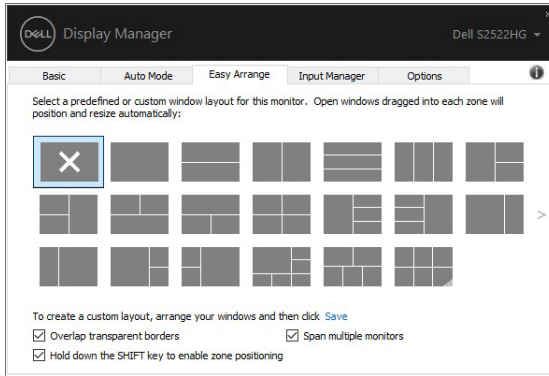 DELL Display Manager
Dell S2522HG
Basic Auto Mode Easy Arrange Input Manager Options
Select a predefined or custom window layout for this monitor. Open windows dragged into each zone will
position and resize automatically:
To create a custom layout, arrange your windows and then click Save
Overlap transparent borders Span multiple monitors
Hold down the SHIFT key to enable zone positioning